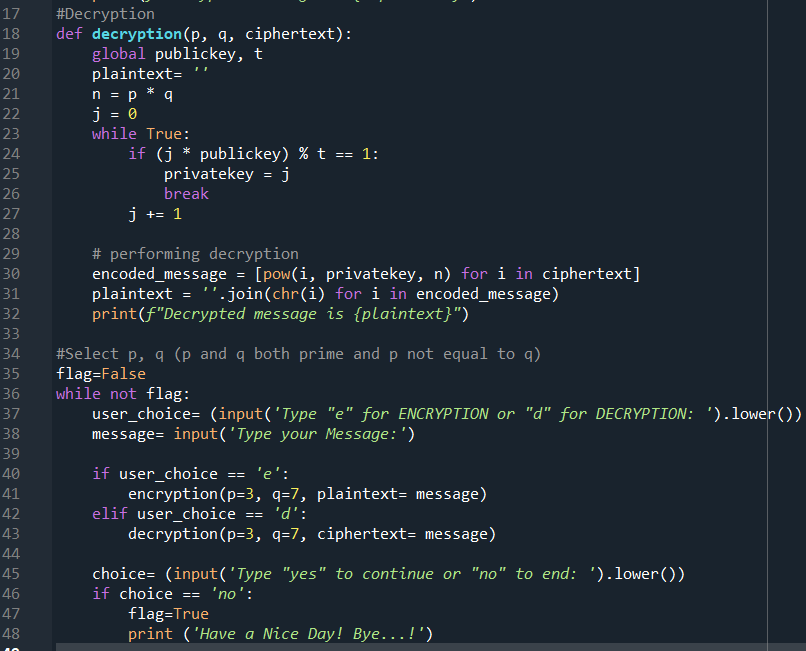 17 #Decryption
18 def decryption(p, q, ciphertext):
19     global publickey, t
20     plaintext= ''
21     n = p * q
22     j = 0
23     while True:
24         if (j * publickey) % t == 1:
25             privatekey = j
26             break
27         j += 1
28
29     # performing decryption
30     encoded_message = [pow(i, privatekey, n) for i in ciphertext]
31     plaintext = ''.join(chr(i) for i in encoded_message)
32     print(f"Decrypted message is {plaintext}")
33
34 #Select p, q (p and q both prime and p not equal to q)
35 flag=False
36 while not flag:
37     user_choice= (input('Type "e" for ENCRYPTION or "d" for DECRYPTION: ').lower())
38     message= input('Type your Message:')
39
40     if user_choice == 'e':
41         encryption(p=3, q=7, plaintext= message)
42     elif user_choice == 'd':
43         decryption(p=3, q=7, ciphertext= message)
44
45     choice= (input('Type "yes" to continue or "no" to end: ').lower())
46     if choice == 'no':
47         flag=True
48         print ('Have a Nice Day! Bye...!')